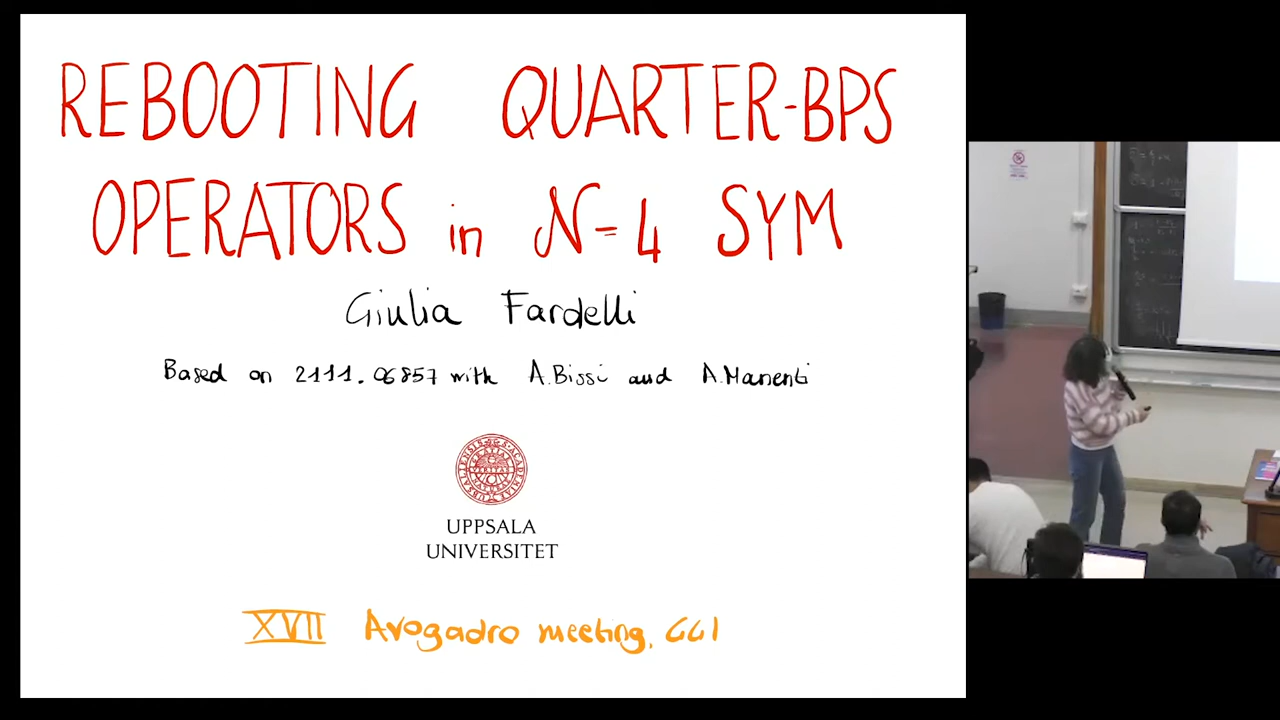 REBOOTING QUARTER-BPS
OPERATORS in N=4 SYM
Giulia Fardelli
Based on 2111.06857 with A.Bissi and A.Manenti
UPPSALA
UNIVERSITET
XVII Avogadro meeting, GGI